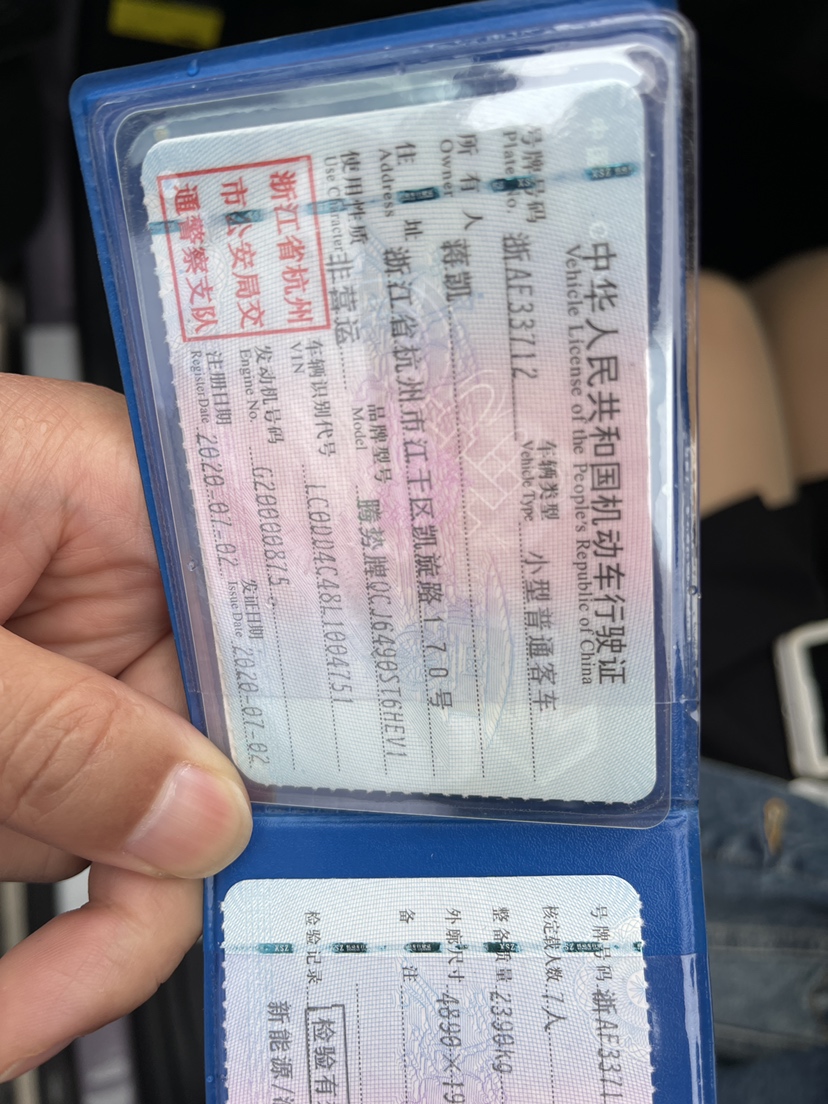 中华人民共和国机动车行驶证
Vehicle License of the People's Republic of China
号牌号码 浙AF33712 车辆类型 小型普通客车
Plate No. Vehicle Type
所有人 蒋凯
Owner
住址 浙江省杭州市江干区凯旋路170号
Address
使用性质 非营运 品牌型号 腾势牌QCJ6490ST6HEV1
Use Character Model
浙江省杭州市公安局交通警察支队
车辆识别代号 LC0DD4C48L1004751
VIN
发动机号码 G20000875
Engine No.
注册日期 2020-07-02 发证日期 2020-07-02
Register Date Issue Date
号牌号码 浙AF3371
核定载人数 7人
整备质量 2390kg
外廓尺寸 4890×19
备注
检验记录 检验有
新能源/